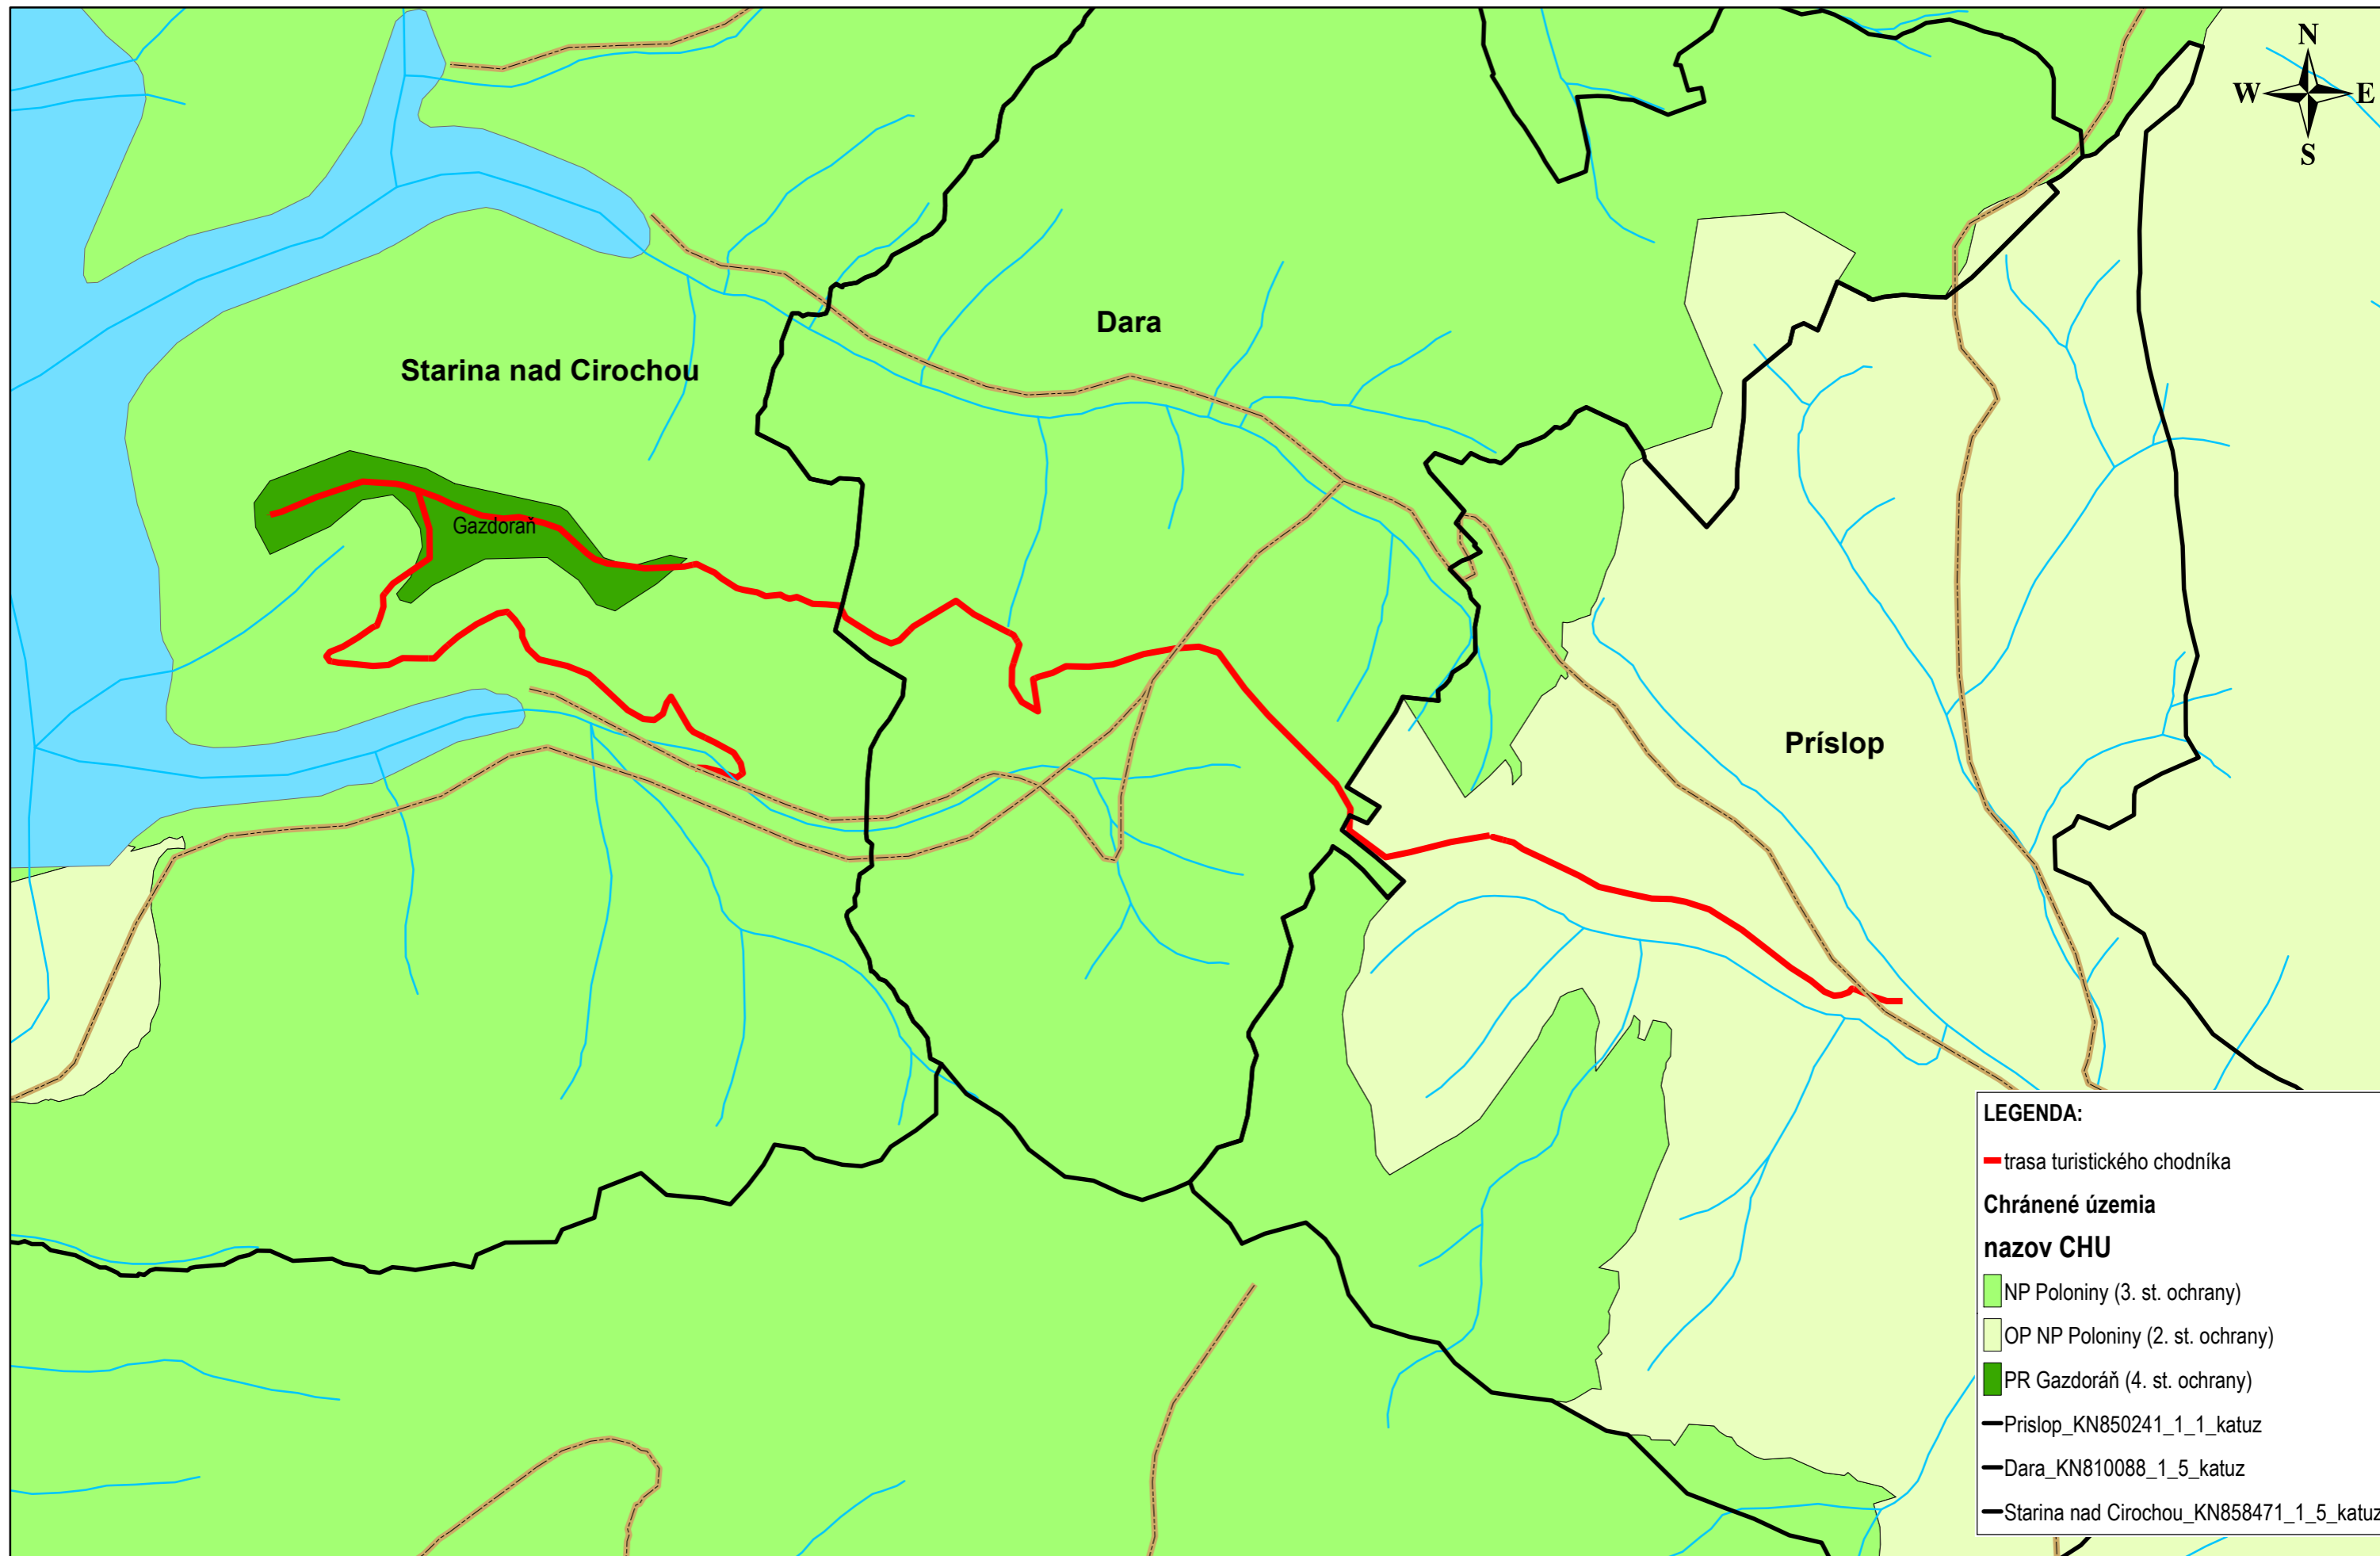 N
W E
S
Dara
Starina nad Cirochou
Gazdoraň
Príslop
LEGENDA:
trasa turistického chodníka
Chránené územia
nazov CHU
NP Poloniny (3. st. ochrany)
OP NP Poloniny (2. st. ochrany)
PR Gazdoráň (4. st. ochrany)
Prislop_KN850241_1_1_katuz
Dara_KN810088_1_5_katuz
Starina nad Cirochou_KN858471_1_5_katuz